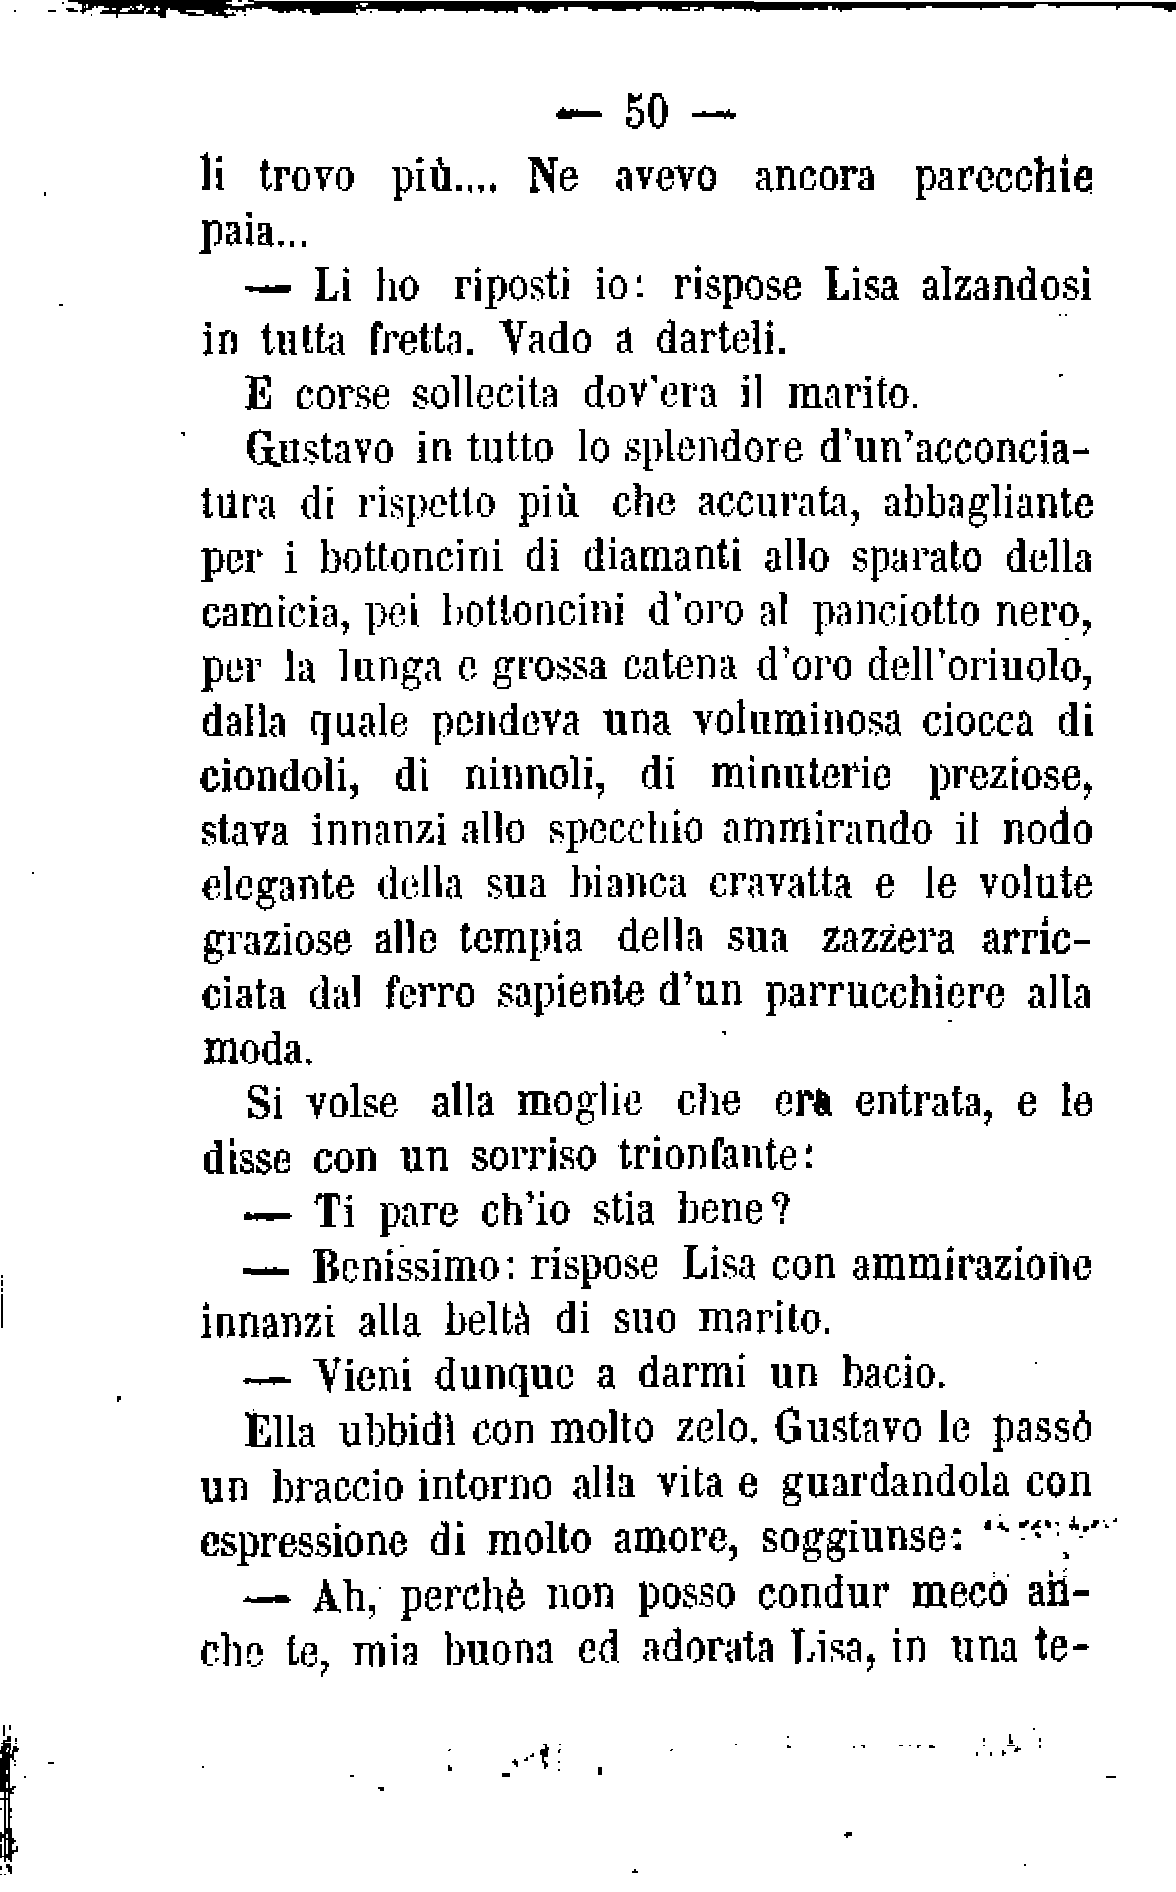 — 50 —
li trovo più.... Ne avevo ancora parecchie
paia...
— Li ho riposti io: rispose Lisa alzandosi
in tutta fretta. Vado a darteli.
E corse sollecita dov'era il marito.
Gustavo in tutto lo splendore d'un'acconcia-
tura di rispetto più che accurata, abbagliante
per i bottoncini di diamanti allo sparato della
camicia, pei bottoncini d'oro al panciotto nero,
per la lunga e grossa catena d'oro dell'oriuolo,
dalla quale pendeva una voluminosa ciocca di
ciondoli, di ninnoli, di minuterie preziose,
stava innanzi allo specchio ammirando il nodo
elegante della sua bianca cravatta e le volute
graziose alle tempia della sua zazzera arric-
ciata dal ferro sapiente d'un parrucchiere alla
moda.
Si volse alla moglie che era entrata, e le
disse con un sorriso trionfante:
— Ti pare ch'io stia bene?
— Benissimo: rispose Lisa con ammirazione
innanzi alla beltà di suo marito.
— Vieni dunque a darmi un bacio.
Ella ubbidì con molto zelo. Gustavo le passò
un braccio intorno alla vita e guardandola con
espressione di molto amore, soggiunse:
— Ah, perchè non posso condur meco an-
che te, mia buona ed adorata Lisa, in una te-